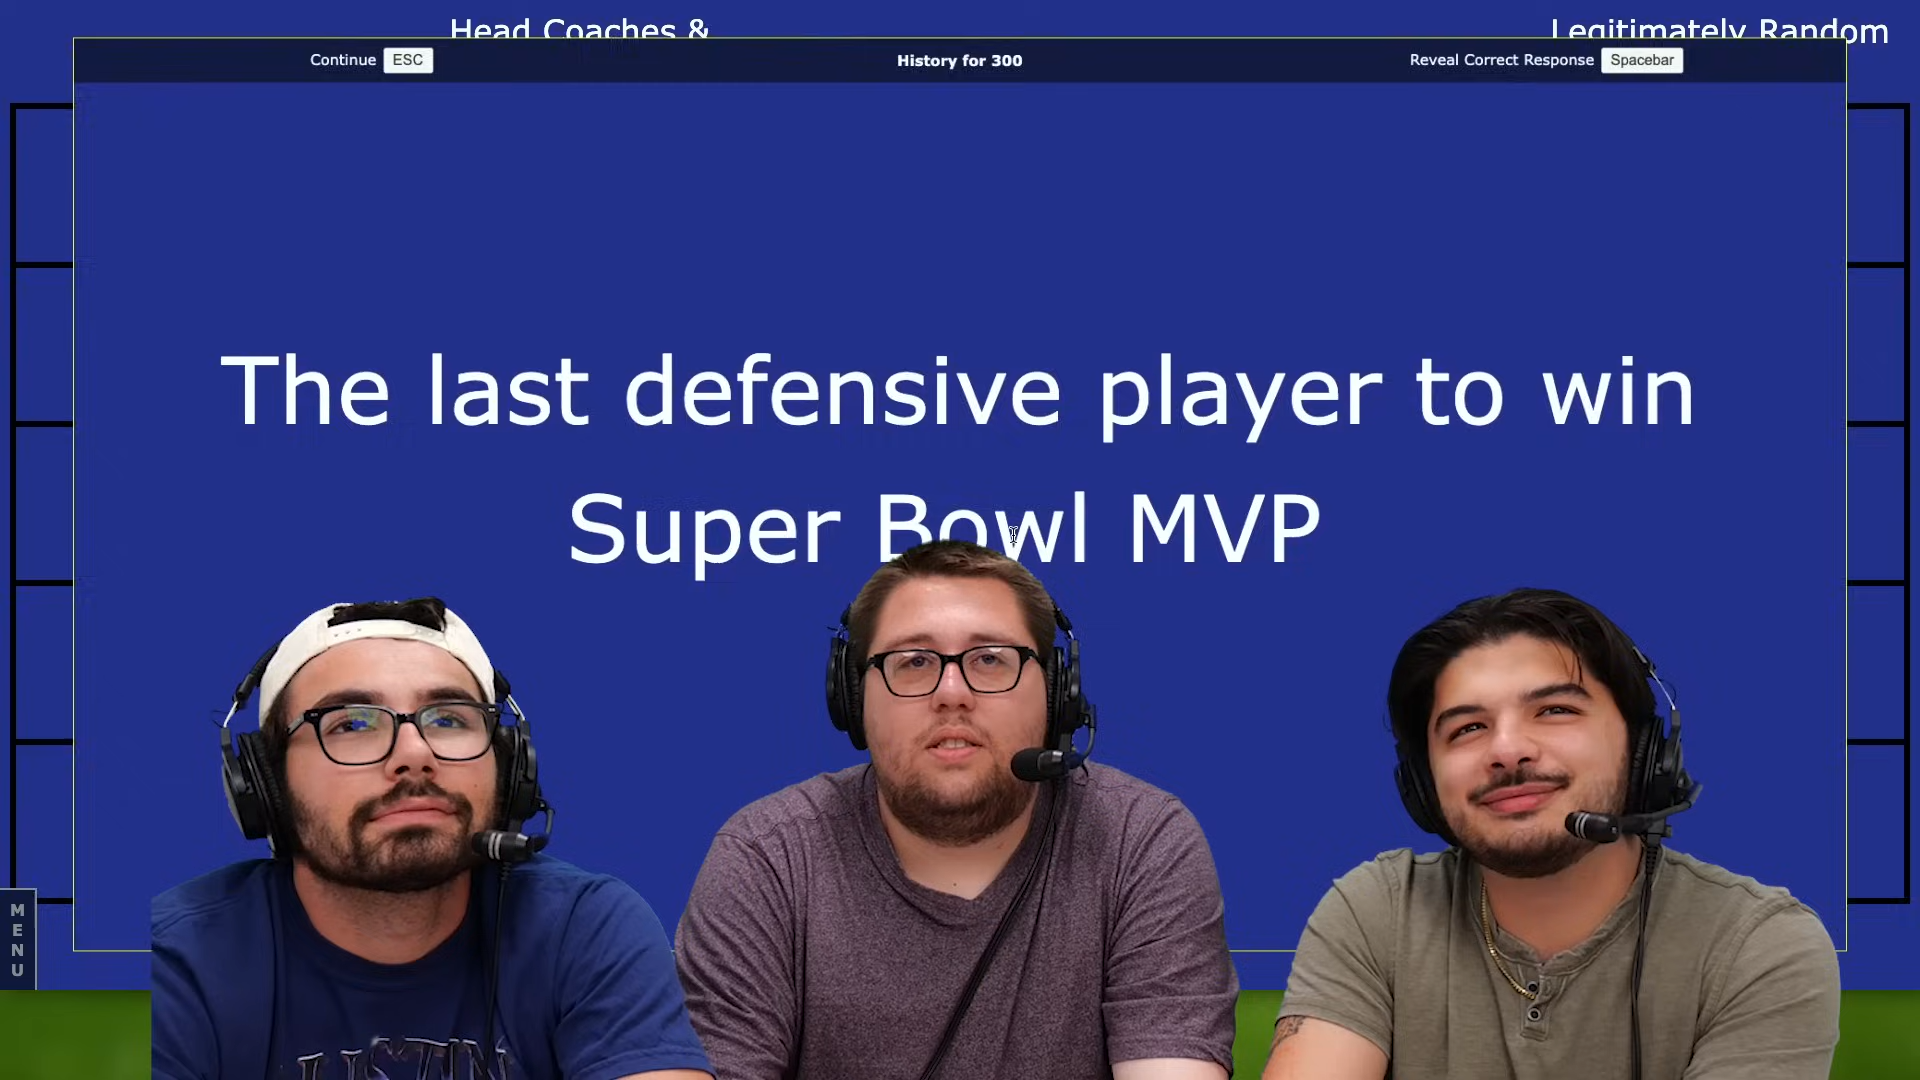 Head Coaches &
Legitimately Random
Continue ESC
History for 300
Reveal Correct Response Spacebar
The last defensive player to win
Super Bowl MVP
MENU